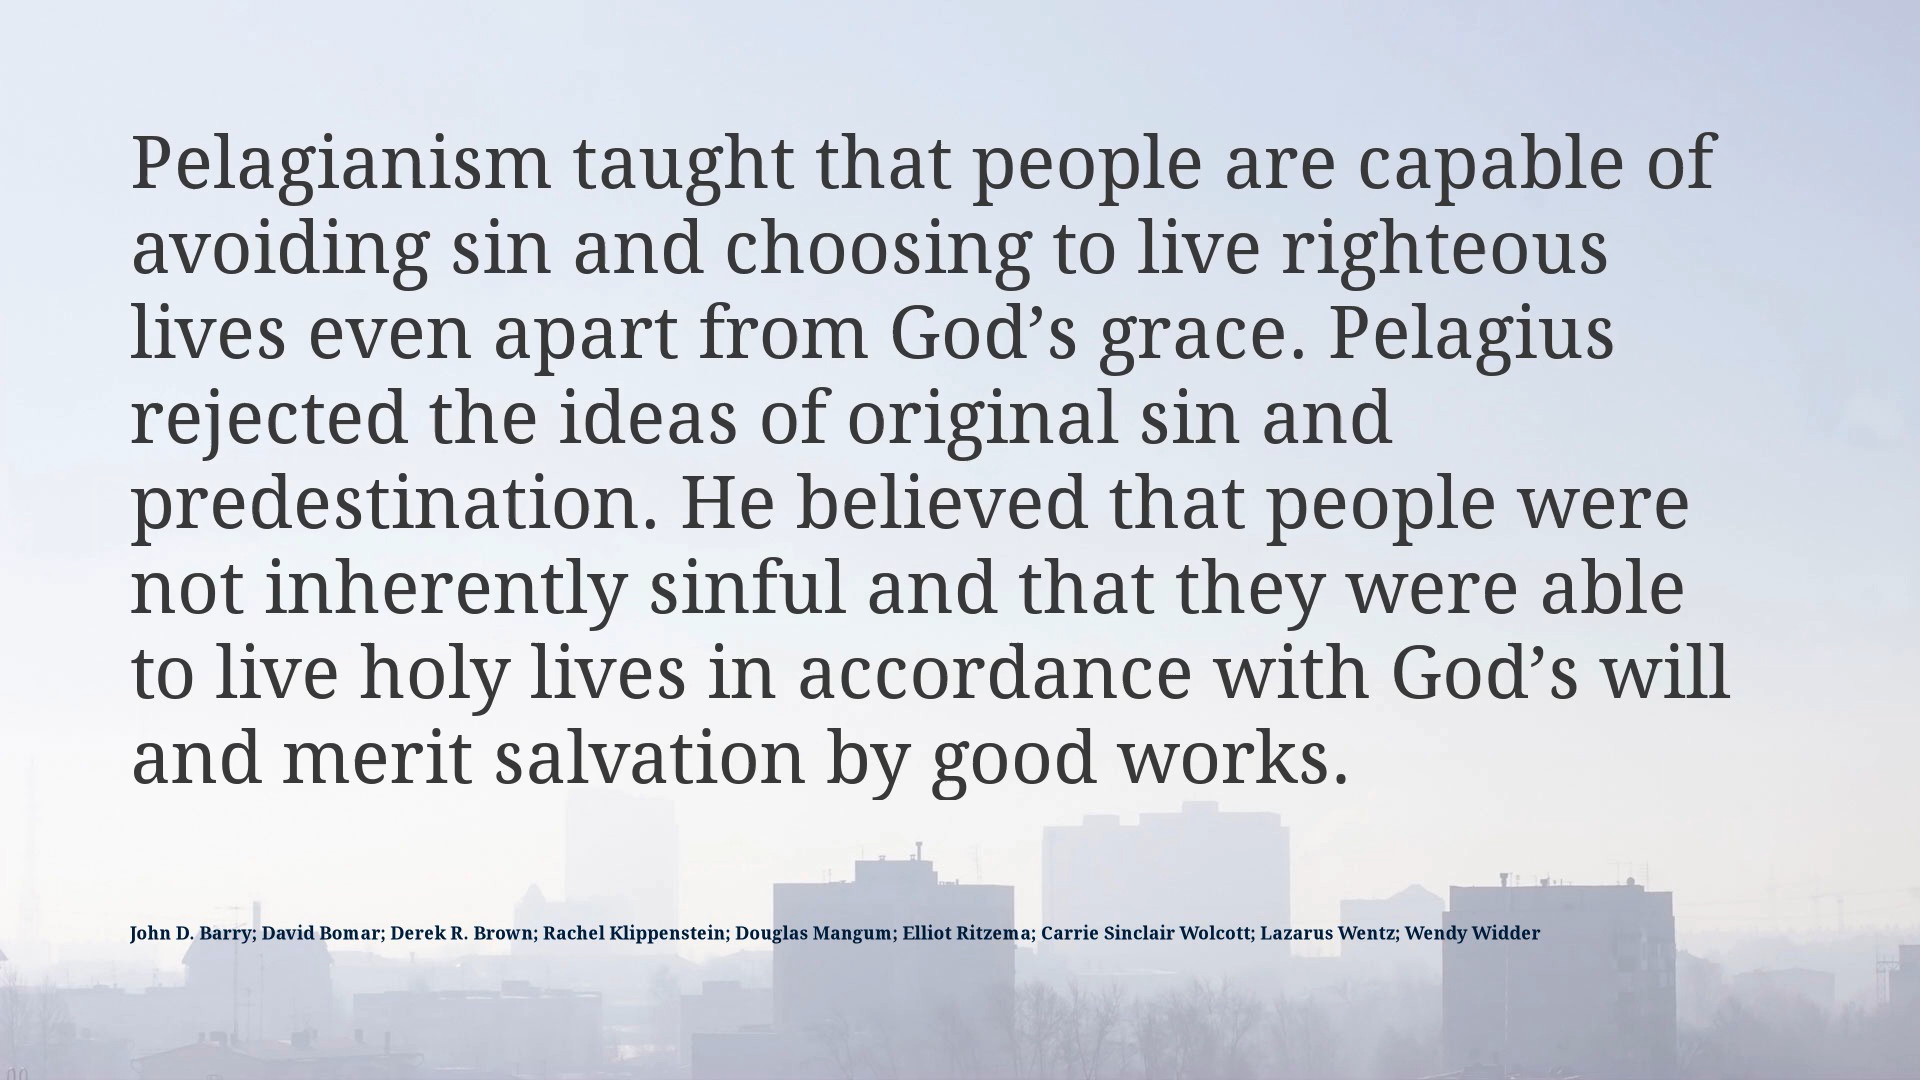 Pelagianism taught that people are capable of
avoiding sin and choosing to live righteous
lives even apart from God’s grace. Pelagius
rejected the ideas of original sin and
predestination. He believed that people were
not inherently sinful and that they were able
to live holy lives in accordance with God’s will
and merit salvation by good works.
John D. Barry; David Bomar; Derek R. Brown; Rachel Klippenstein; Douglas Mangum; Elliot Ritzema; Carrie Sinclair Wolcott; Lazarus Wentz; Wendy Widder